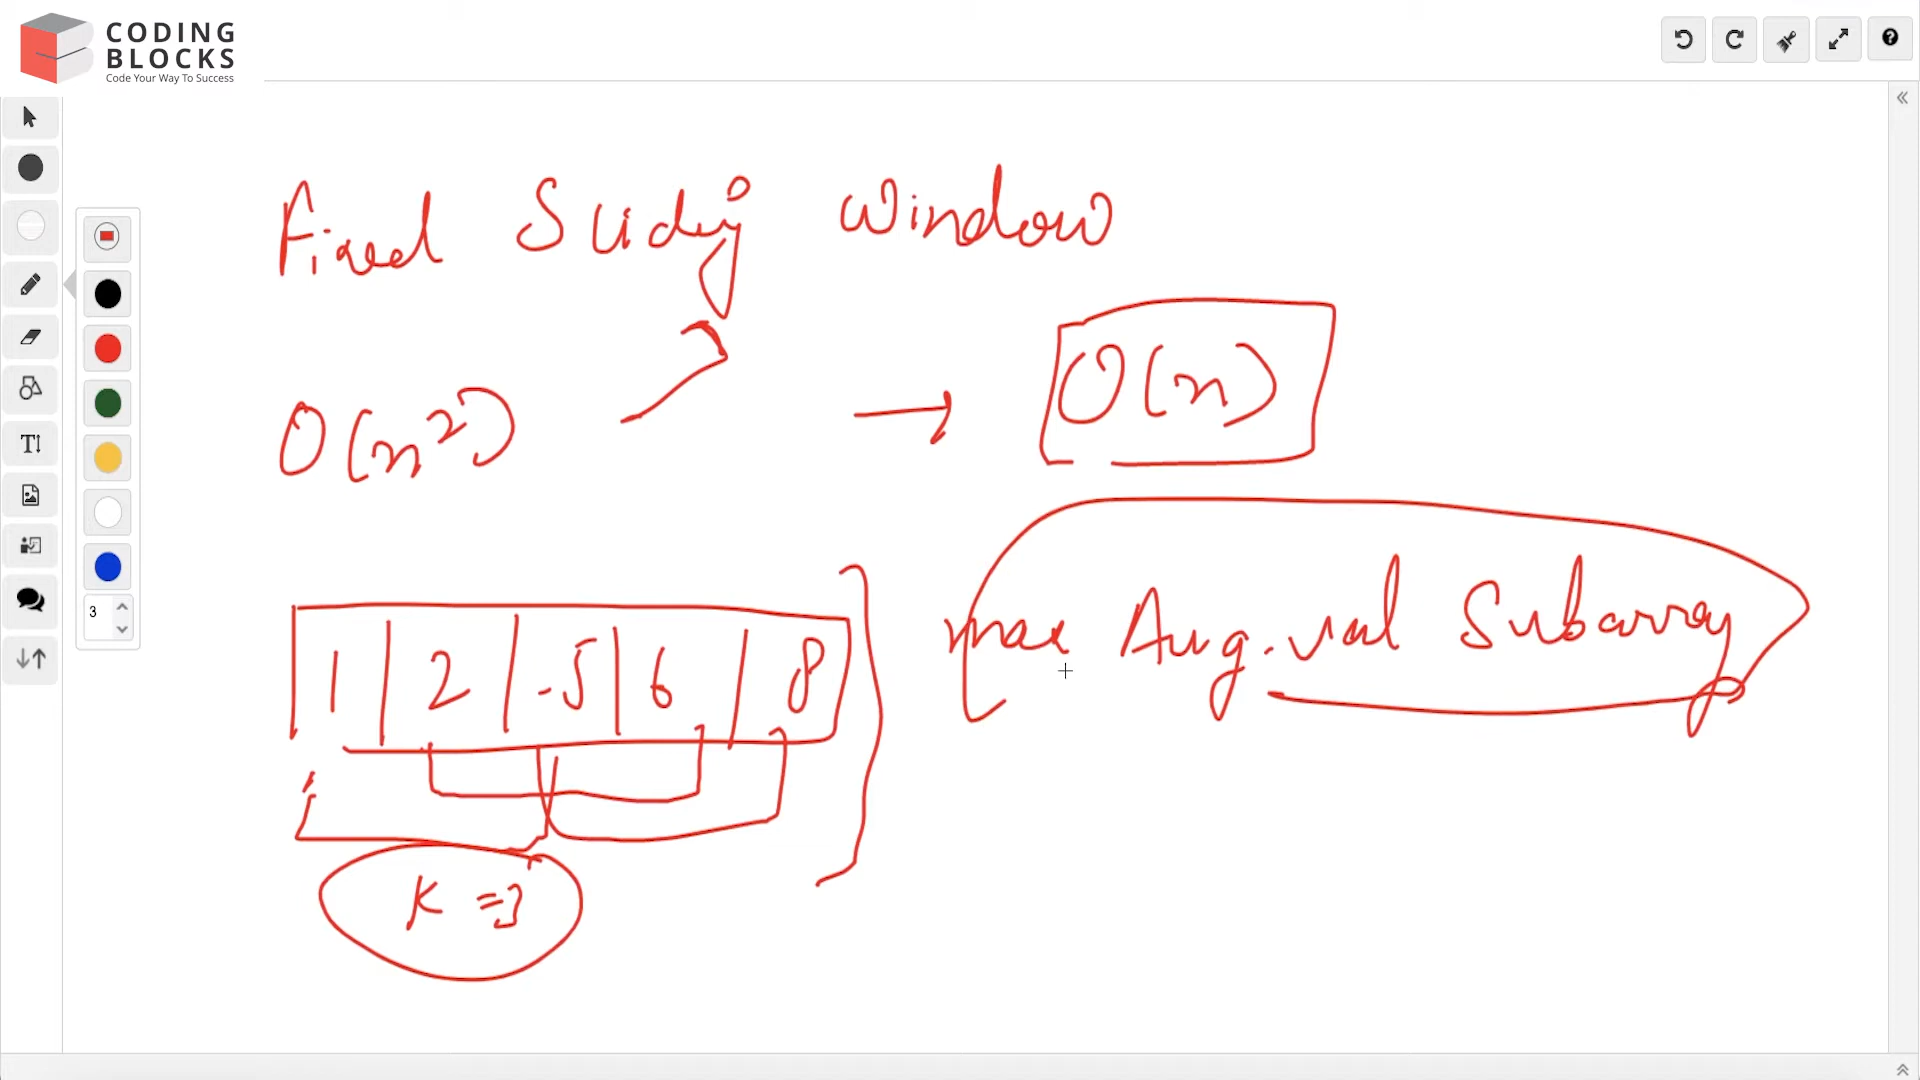 CODING
BLOCKS
Code Your Way To Success
Fixed Sliding Window
O(n²) → O(n)
3
max Avg. val Subarray
1 | 2 | -5 | 6 | 8
i
K =3